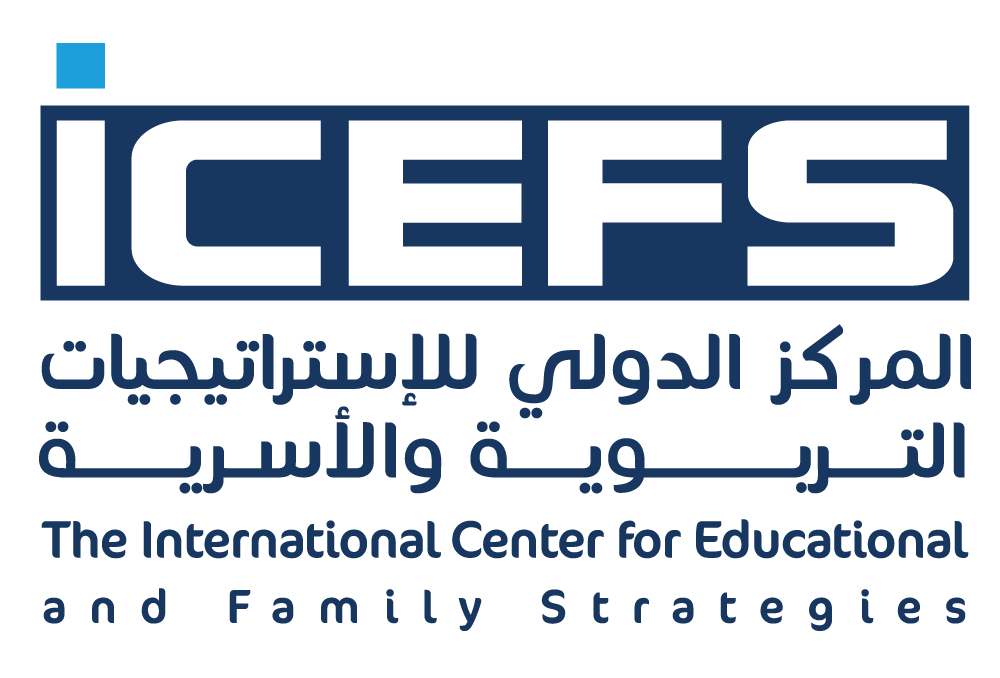 iCEFS
المركز الدولي للإستراتيجيات
التربوية والأسرية
The International Center for Educational
and Family Strategies